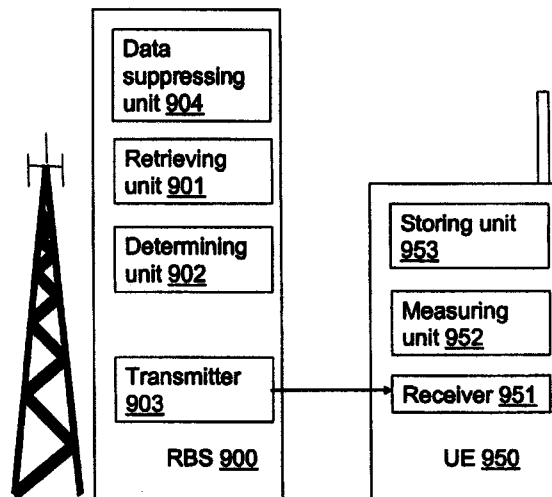 Data
suppressing
unit 904
Retrieving
unit 901
Determining
unit 902
Transmitter
903
RBS 900
Storing unit
953
Measuring
unit 952
Receiver 951
UE 950